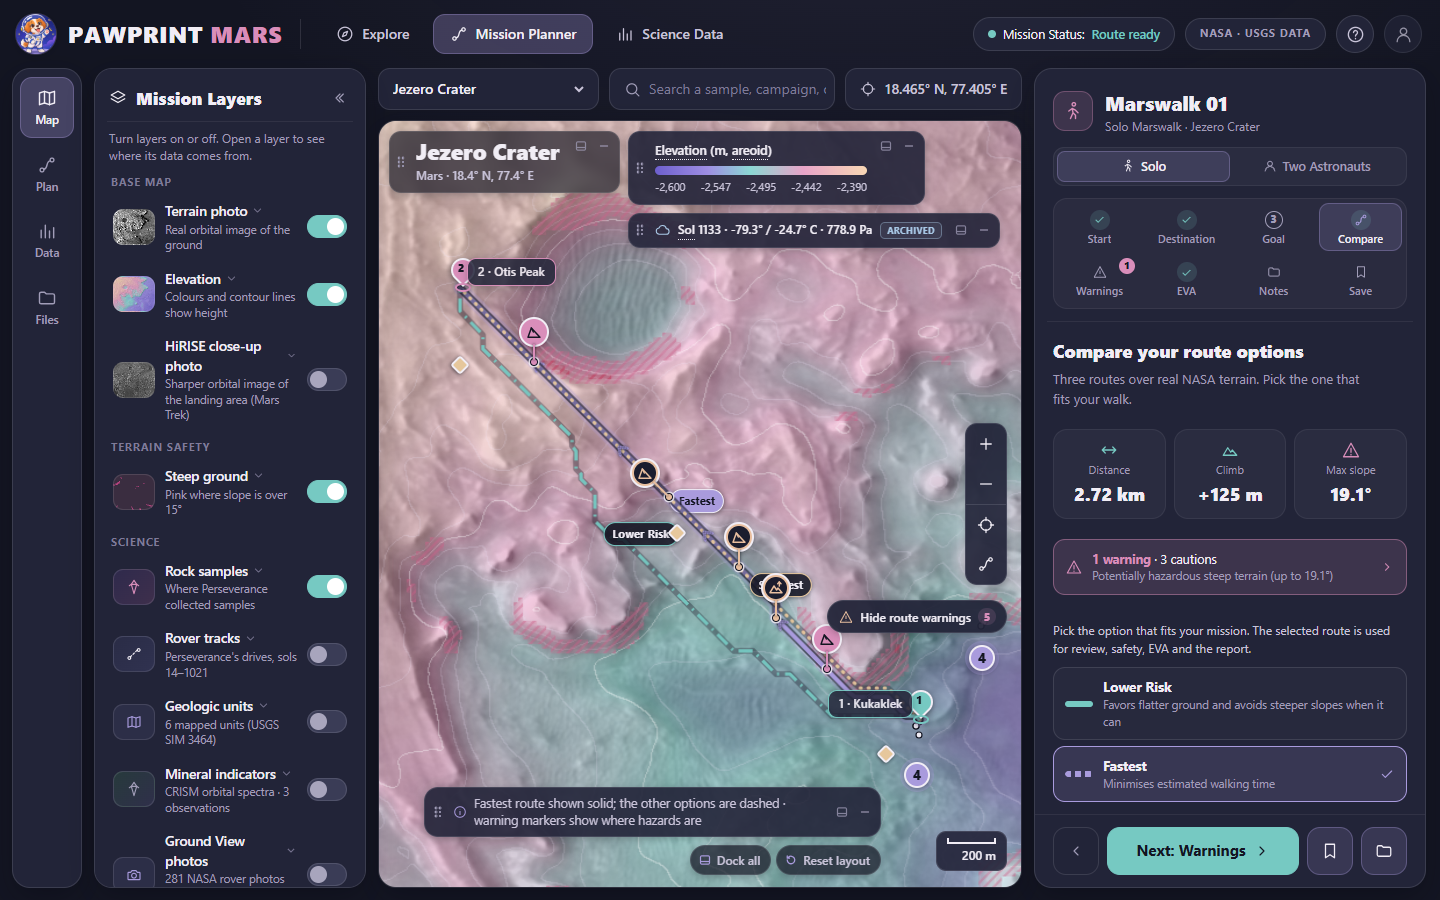 PAWPRINT MARS
Explore
Mission Planner
Science Data
Mission Status: Route ready
NASA · USGS DATA
Map
Plan
Data
Files
Mission Layers
Turn layers on or off. Open a layer to see
where its data comes from.
BASE MAP
Terrain photo
Real orbital image of the
ground
Elevation
Colours and contour lines
show height
HiRISE close-up
photo
Sharper orbital image of
the landing area (Mars
Trek)
TERRAIN SAFETY
Steep ground
Pink where slope is over
15°
SCIENCE
Rock samples
Where Perseverance
collected samples
Rover tracks
Perseverance's drives, sols
14–1021
Geologic units
6 mapped units (USGS
SIM 3464)
Mineral indicators
CRISM orbital spectra · 3
observations
Ground View
photos
281 NASA rover photos
Jezero Crater
Search a sample, campaign,
18.465° N, 77.405° E
Jezero Crater
Mars · 18.4° N, 77.4° E
Elevation (m, areoid)
-2,600 -2,547 -2,495 -2,442 -2,390
Sol 1133 · -79.3° / -24.7° C · 778.9 Pa ARCHIVED
2
2 · Otis Peak
Fastest
Lower Risk
Hide route warnings 5
4
1 · Kukaklek
1
4
Fastest route shown solid; the other options are dashed ·
warning markers show where hazards are
Dock all
Reset layout
200 m
Marswalk 01
Solo Marswalk · Jezero Crater
Solo
Two Astronauts
Start
Destination
3
Goal
Compare
Warnings
1
EVA
Notes
Save
Compare your route options
Three routes over real NASA terrain. Pick the one that
fits your walk.
Distance
2.72 km
Climb
+125 m
Max slope
19.1°
1 warning · 3 cautions
Potentially hazardous steep terrain (up to 19.1°)
Pick the option that fits your mission. The selected route is used
for review, safety, EVA and the report.
Lower Risk
Favors flatter ground and avoids steeper slopes when it
can
Fastest
Minimises estimated walking time
Next: Warnings